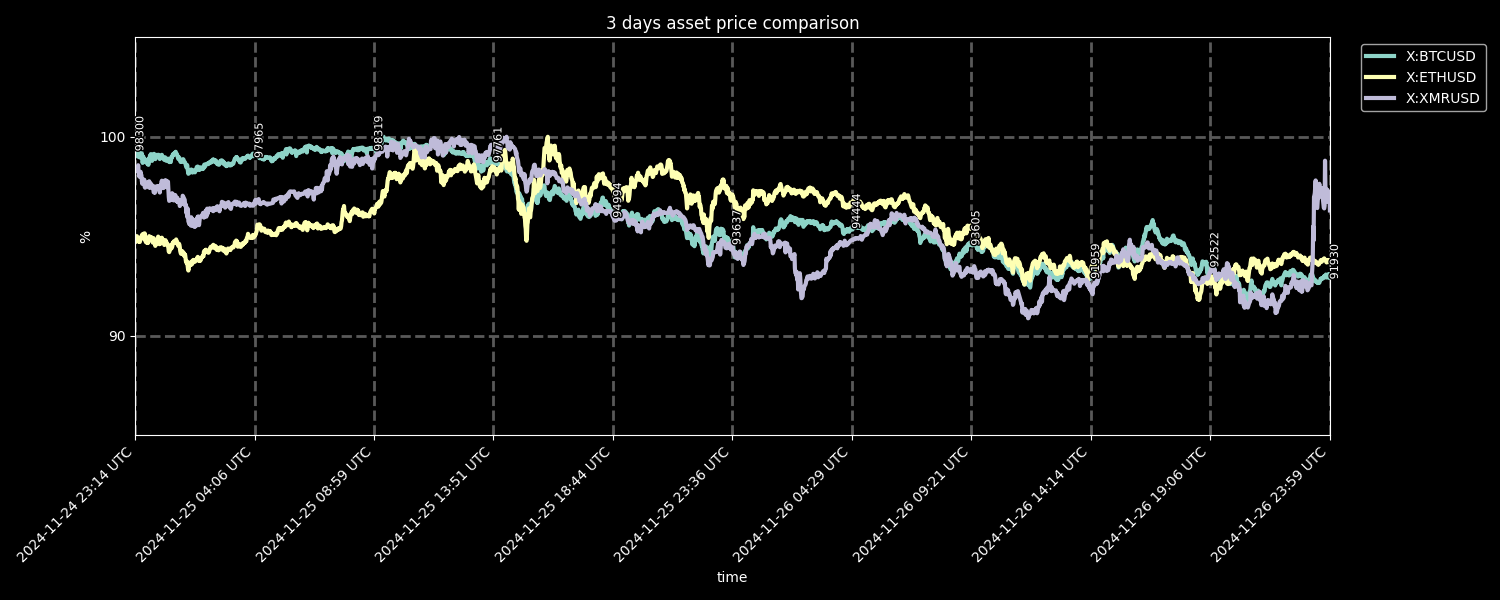 3 days asset price comparison
X:BTCUSD
X:ETHUSD
X:XMRUSD
%
100
90
98300
97965
98319
97761
94994
93637
94444
93605
91959
92522
91930
2024-11-24 23:14 UTC
2024-11-25 04:06 UTC
2024-11-25 08:59 UTC
2024-11-25 13:51 UTC
2024-11-25 18:44 UTC
2024-11-25 23:36 UTC
2024-11-26 04:29 UTC
2024-11-26 09:21 UTC
2024-11-26 14:14 UTC
2024-11-26 19:06 UTC
2024-11-26 23:59 UTC
time